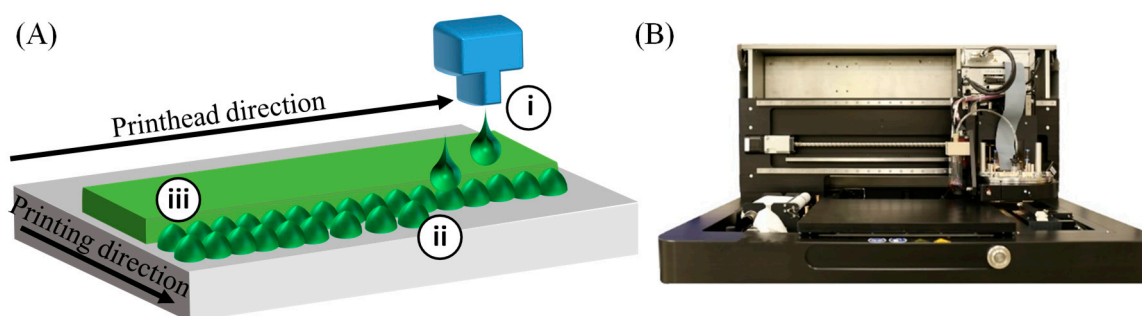 (A)
Printhead direction
i
iii
ii
Printing direction
(B)